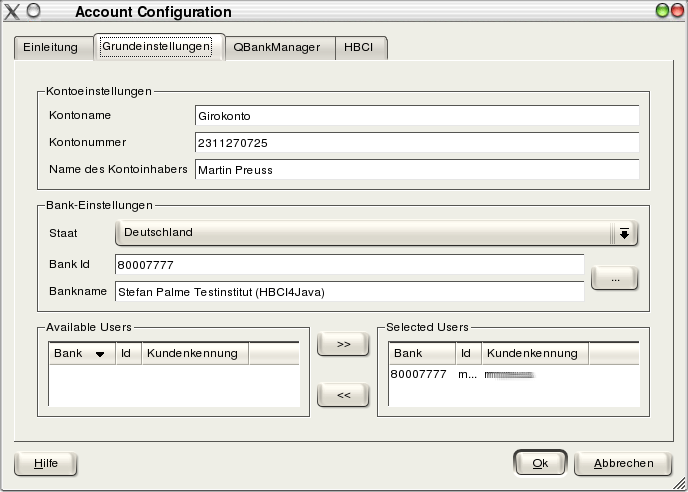 Account Configuration
Einleitung Grundeinstellungen QBankManager HBCI
Kontoeinstellungen
Kontoname Girokonto
Kontonummer 2311270725
Name des Kontoinhabers Martin Preuss
Bank-Einstellungen
Staat Deutschland
Bank Id 80007777
...
Bankname Stefan Palme Testinstitut (HBCI4Java)
Available Users >> Selected Users
Bank Id Kundenkennung Bank Id Kundenkennung
80007777 m...
<<
Hilfe Ok Abbrechen